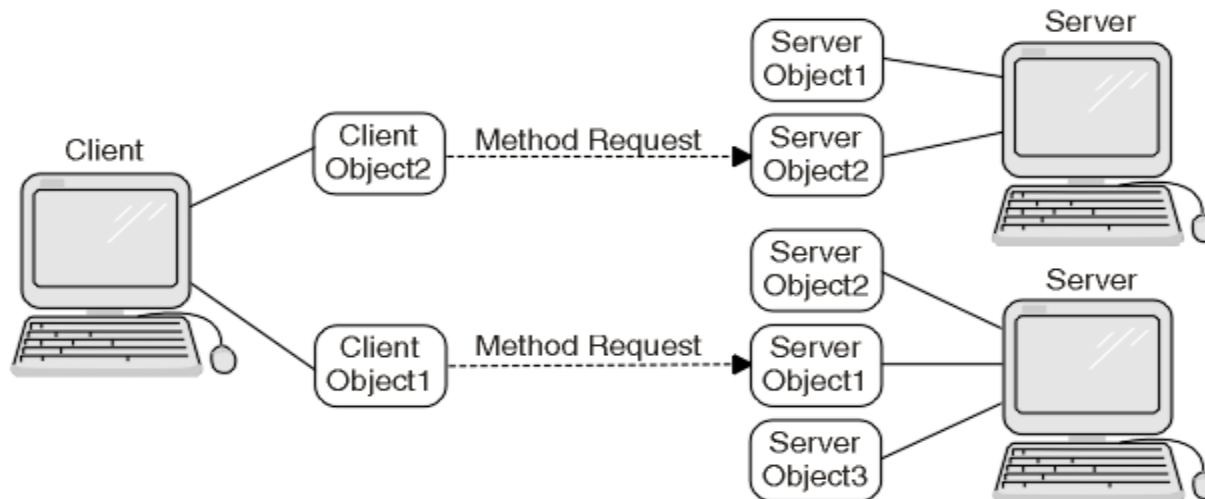 Client
Client
Object2
Method Request
Client
Object1
Method Request
Server
Object1
Server
Object2
Server
Server
Object2
Server
Object1
Server
Object3
Server